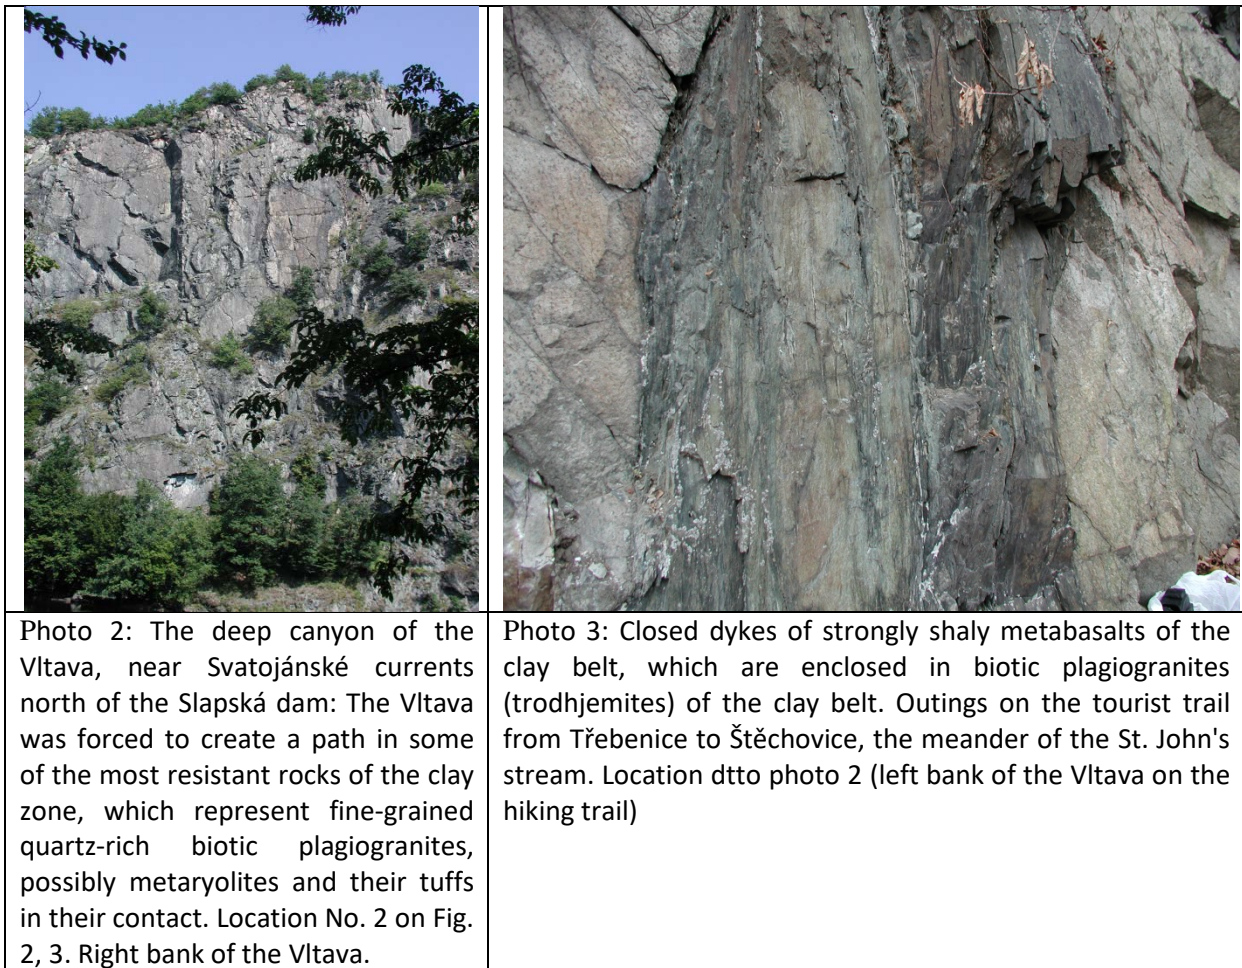 Photo 2: The deep canyon of the
Vltava, near Svatojánské currents
north of the Slapská dam: The Vltava
was forced to create a path in some
of the most resistant rocks of the clay
zone, which represent fine-grained
quartz-rich biotic plagiogranites,
possibly metaryolites and their tuffs
in their contact. Location No. 2 on Fig.
2, 3. Right bank of the Vltava.
Photo 3: Closed dykes of strongly shaly metabasalts of the
clay belt, which are enclosed in biotic plagiogranites
(trodhjemites) of the clay belt. Outings on the tourist trail
from Třebenice to Štěchovice, the meander of the St. John's
stream. Location dtto photo 2 (left bank of the Vltava on the
hiking trail)